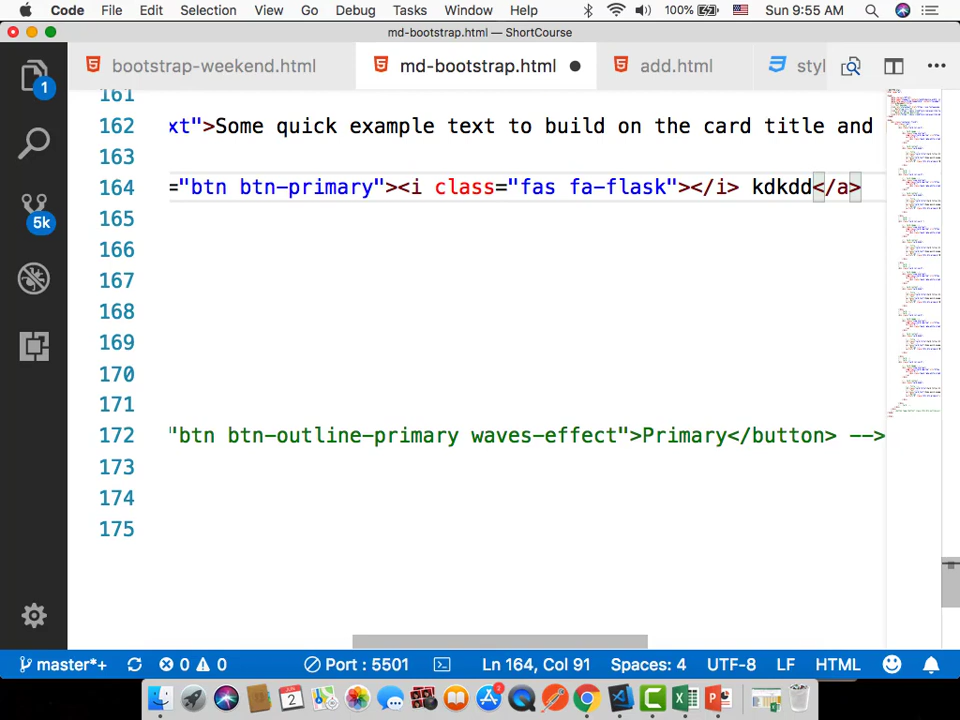 Code File Edit Selection View Go Debug Tasks Window Help 100% Sun 9:55 AM
md-bootstrap.html — ShortCourse
bootstrap-weekend.html md-bootstrap.html add.html styl
1
161
162 xt">Some quick example text to build on the card title and
163
164 ="btn btn-primary"><i class="fas fa-flask"></i> kdkdd</a>
165
5k
166
167
168
169
170
171
172 "btn btn-outline-primary waves-effect">Primary</button> -->
173
174
175
master*+ 0 0 Port : 5501 Ln 164, Col 91 Spaces: 4 UTF-8 LF HTML
JUN
2